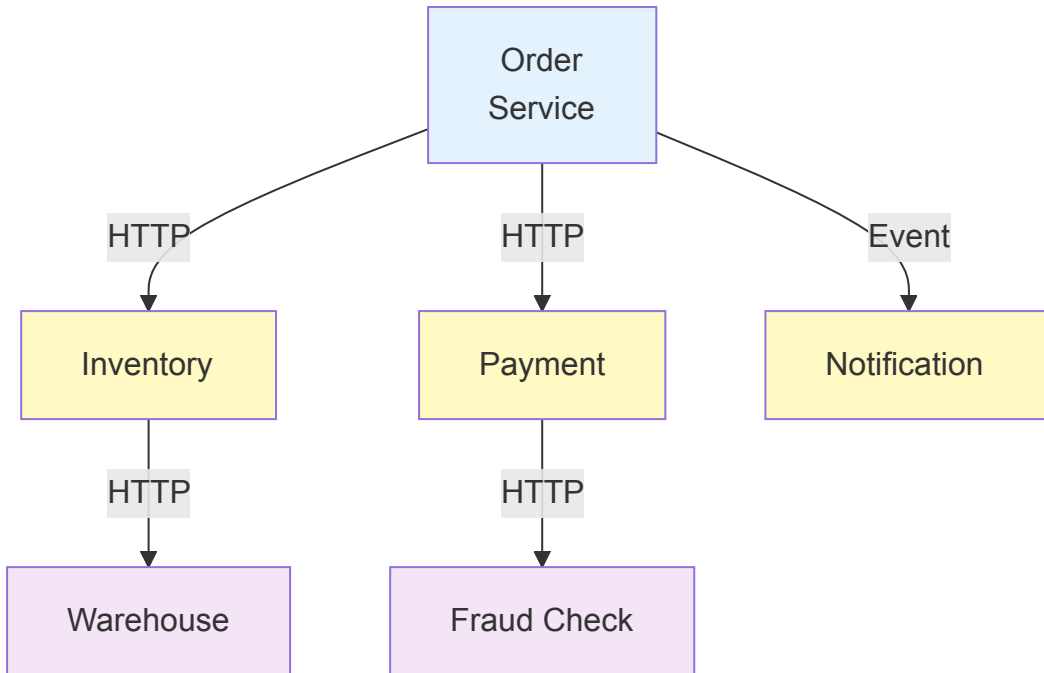 Order
Service
HTTP
HTTP
Event
Inventory
Payment
Notification
HTTP
HTTP
Warehouse
Fraud Check